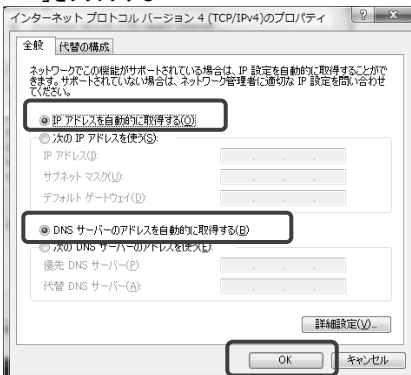 インターネット プロトコル バージョン 4 (TCP/IPv4)のプロパティ
全般 代替の構成
ネットワークでこの機能がサポートされている場合は、IP 設定を自動的に取得することがで
きます。サポートされていない場合は、ネットワーク管理者に適切な IP 設定を問い合わせ
てください。
IP アドレスを自動的に取得する(O)
次の IP アドレスを使う(S):
IP アドレス(I):
サブネット マスク(U):
デフォルト ゲートウェイ(D):
DNS サーバーのアドレスを自動的に取得する(B)
次の DNS サーバーのアドレスを使う(E):
優先 DNS サーバー(P):
代替 DNS サーバー(A):
詳細設定(V)...
OK キャンセル